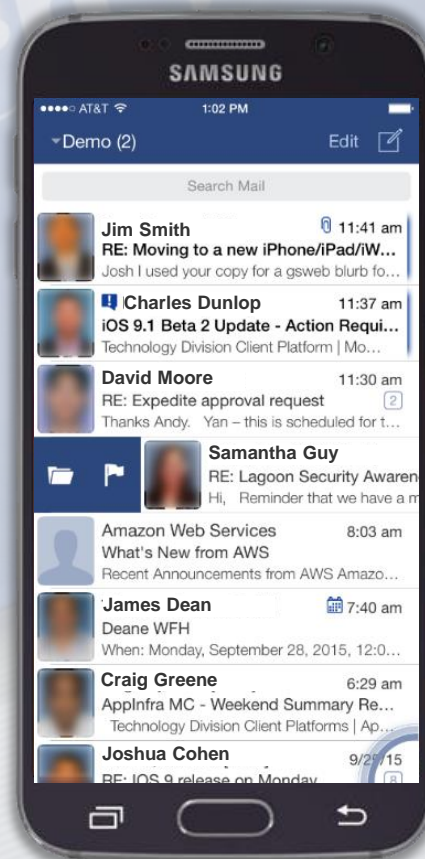 SAMSUNG
AT&T 1:02 PM
Demo (2) Edit
Search Mail
Jim Smith 11:41 am
RE: Moving to a new iPhone/iPad/iW...
Josh I used your copy for a gsweb blurb fo...
Charles Dunlop 11:37 am
iOS 9.1 Beta 2 Update - Action Requi...
Technology Division Client Platform | Mo...
David Moore 11:30 am
RE: Expedite approval request 2
Thanks Andy. Yan – this is scheduled for t...
Samantha Guy
RE: Lagoon Security Awaren
Hi, Reminder that we have a m
Amazon Web Services 8:03 am
What's New from AWS
Recent Announcements from AWS Amazo...
James Dean 7:40 am
Deane WFH
When: Monday, September 28, 2015, 12:0...
Craig Greene 6:29 am
AppInfra MC - Weekend Summary Re...
Technology Division Client Platforms | Ap...
Joshua Cohen
RE: IOS 9 release on Monday 8